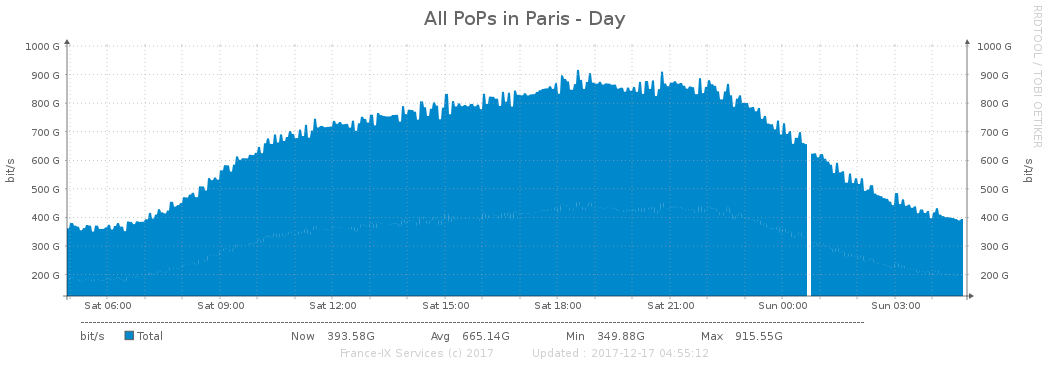 All PoPs in Paris - Day
RRDTOOL / TOBI OETIKER
1000 G 1000 G
900 G 900 G
800 G 800 G
700 G 700 G
600 G 600 G
500 G 500 G
400 G 400 G
300 G 300 G
200 G 200 G
bit/s bit/s
Sat 06:00 Sat 09:00 Sat 12:00 Sat 15:00 Sat 18:00 Sat 21:00 Sun 00:00 Sun 03:00
bit/s Total Now 393.58G Avg 665.14G Min 349.88G Max 915.55G
France-IX Services (c) 2017 Updated : 2017-12-17 04:55:12